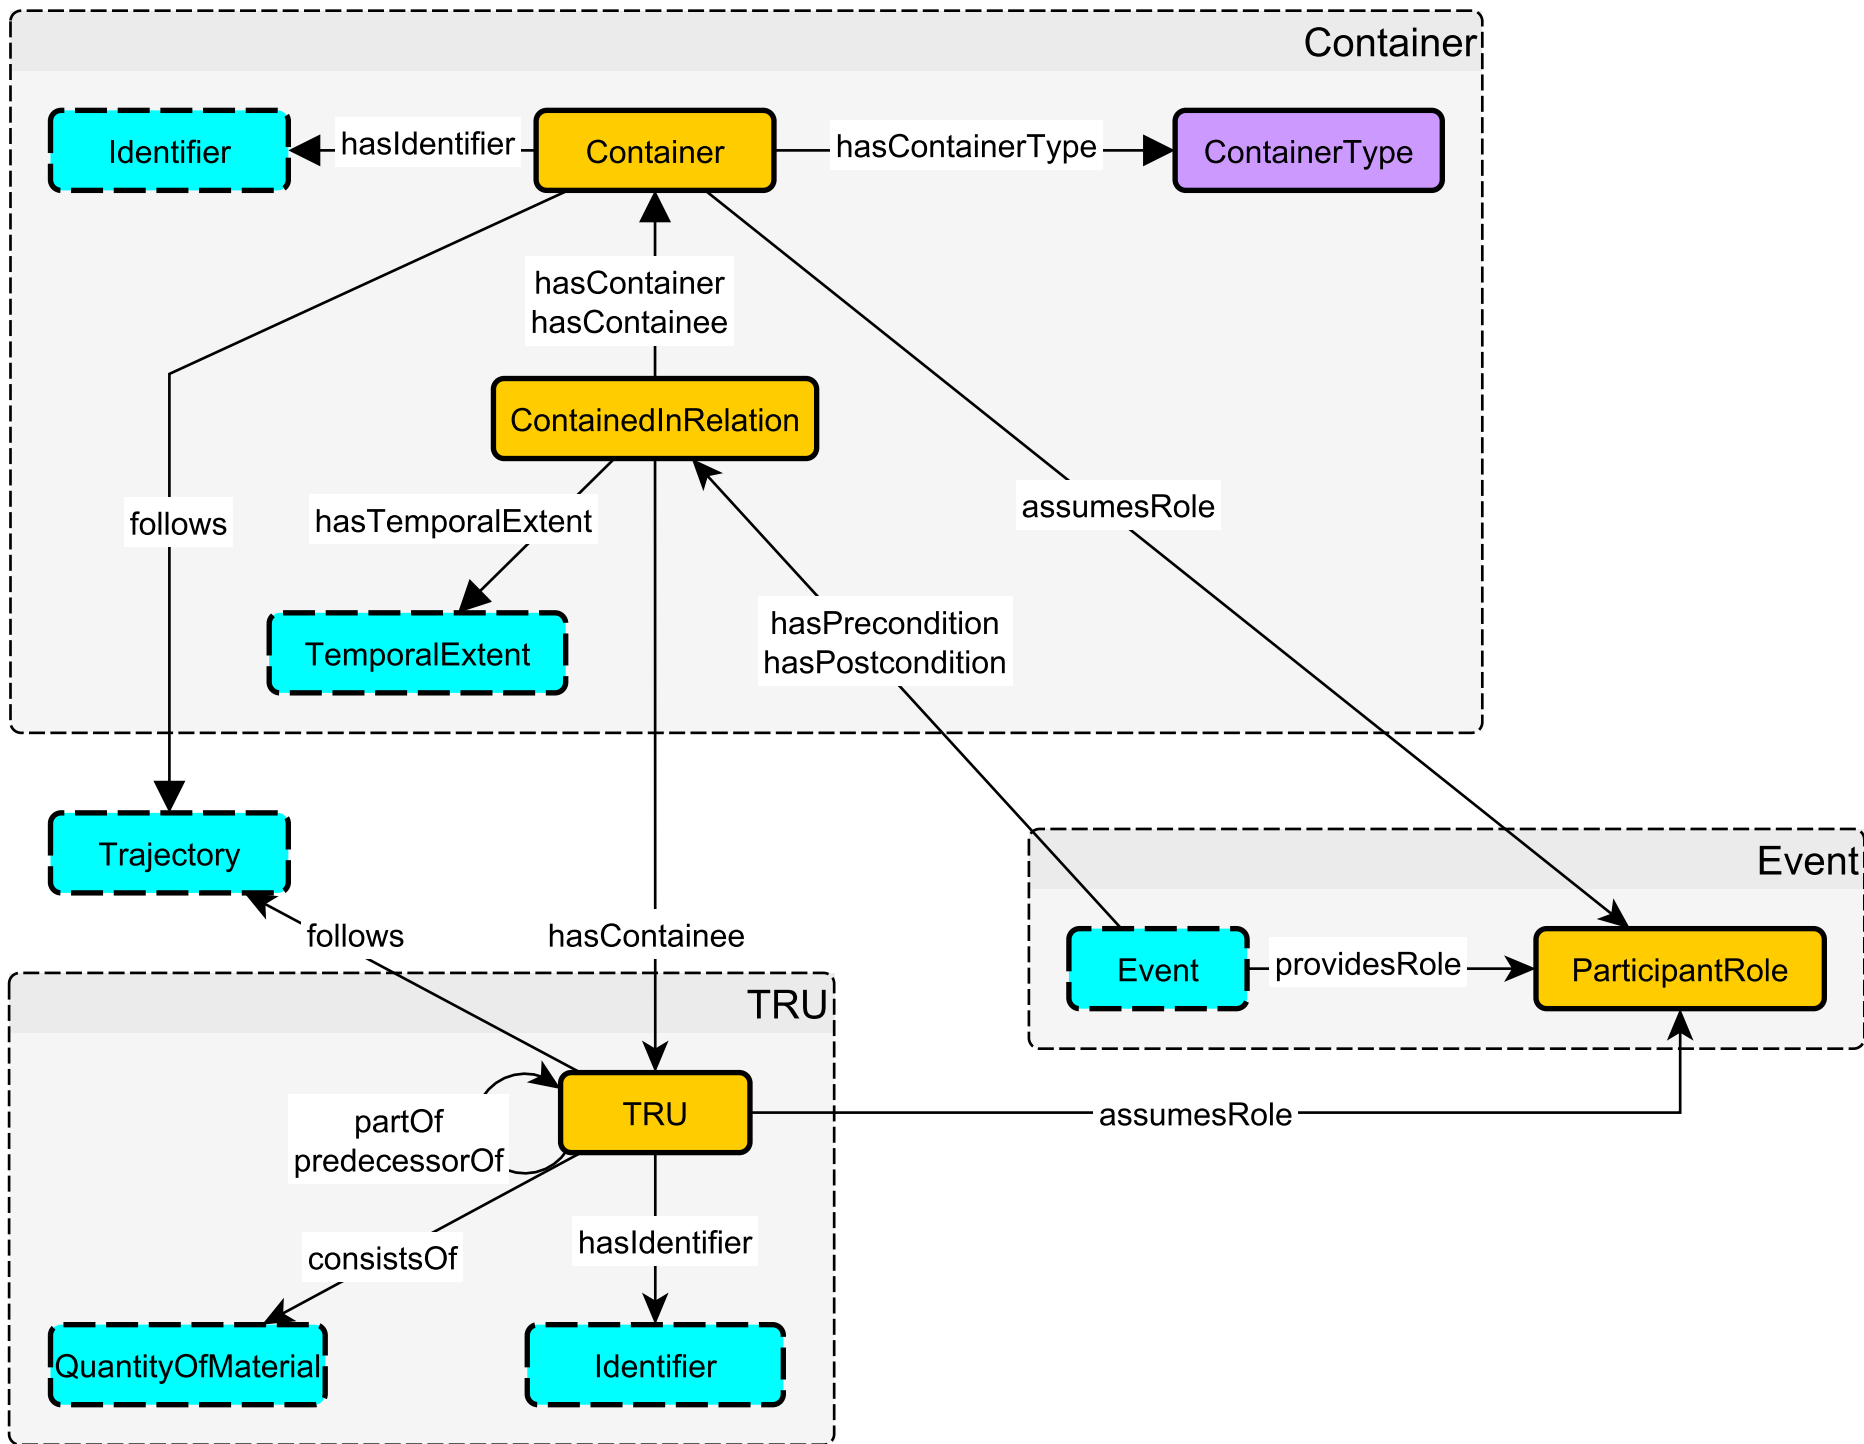 Container
Identifier
hasIdentifier
Container
hasContainerType
ContainerType
hasContainer
hasContainee
ContainedInRelation
follows
hasTemporalExtent
assumesRole
TemporalExtent
hasPrecondition
hasPostcondition
Trajectory
Event
follows
hasContainee
Event
providesRole
ParticipantRole
TRU
partOf
predecessorOf
TRU
assumesRole
consistsOf
hasIdentifier
QuantityOfMaterial
Identifier